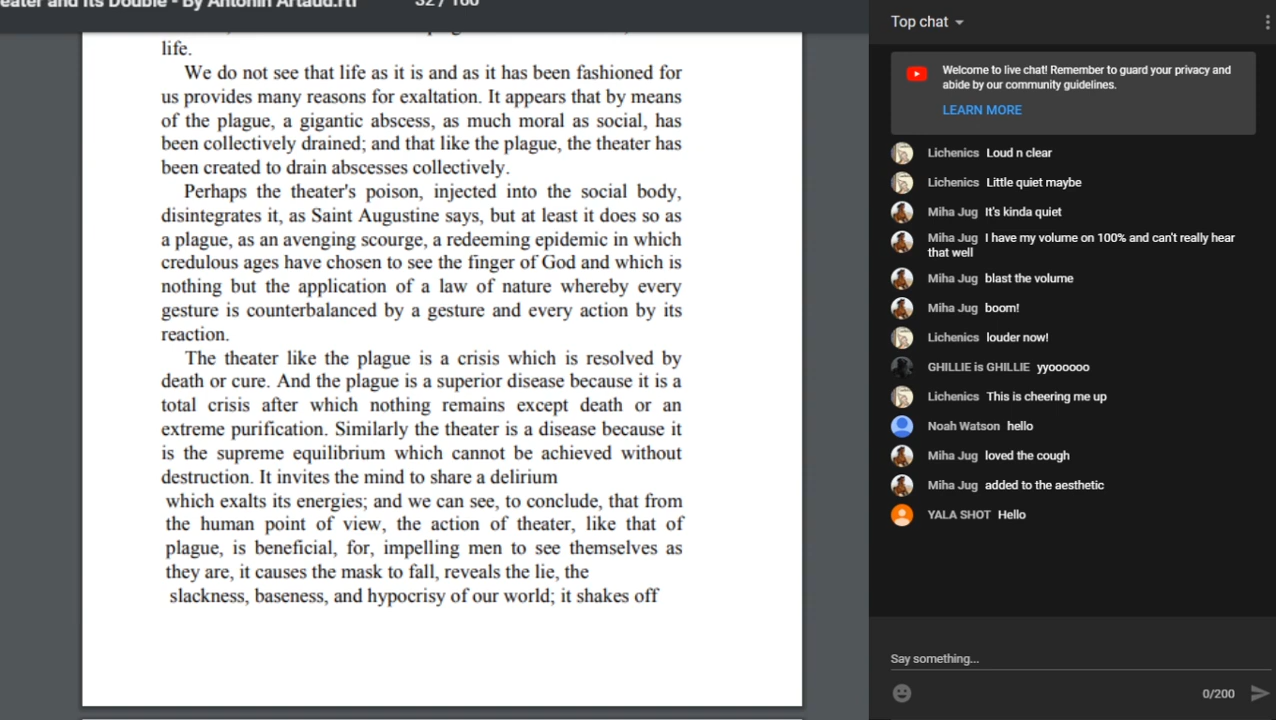 eater and Its Double - By Antonin Artaud.rtf
32 / 160
life.
We do not see that life as it is and as it has been fashioned for
us provides many reasons for exaltation. It appears that by means
of the plague, a gigantic abscess, as much moral as social, has
been collectively drained; and that like the plague, the theater has
been created to drain abscesses collectively.
Perhaps the theater's poison, injected into the social body,
disintegrates it, as Saint Augustine says, but at least it does so as
a plague, as an avenging scourge, a redeeming epidemic in which
credulous ages have chosen to see the finger of God and which is
nothing but the application of a law of nature whereby every
gesture is counterbalanced by a gesture and every action by its
reaction.
The theater like the plague is a crisis which is resolved by
death or cure. And the plague is a superior disease because it is a
total crisis after which nothing remains except death or an
extreme purification. Similarly the theater is a disease because it
is the supreme equilibrium which cannot be achieved without
destruction. It invites the mind to share a delirium
which exalts its energies; and we can see, to conclude, that from
the human point of view, the action of theater, like that of
plague, is beneficial, for, impelling men to see themselves as
they are, it causes the mask to fall, reveals the lie, the
slackness, baseness, and hypocrisy of our world; it shakes off
Top chat
Welcome to live chat! Remember to guard your privacy and
abide by our community guidelines.
LEARN MORE
Lichenics Loud n clear
Lichenics Little quiet maybe
Miha Jug It's kinda quiet
Miha Jug I have my volume on 100% and can't really hear
that well
Miha Jug blast the volume
Miha Jug boom!
Lichenics louder now!
GHILLIE is GHILLIE yyoooooo
Lichenics This is cheering me up
Noah Watson hello
Miha Jug loved the cough
Miha Jug added to the aesthetic
YALA SHOT Hello
Say something...
0/200